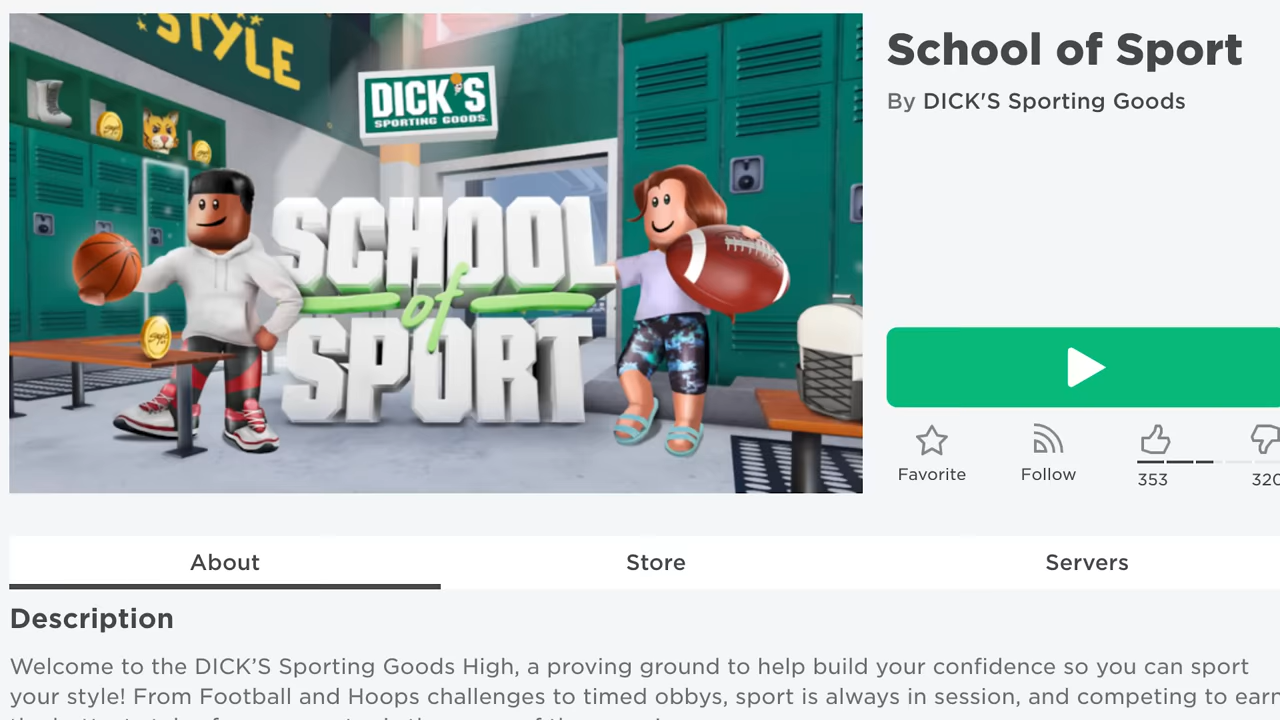 STYLE
DICK'S
SPORTING GOODS
SCHOOL
of
SPORT
School of Sport
By DICK'S Sporting Goods
Favorite
Follow
353
320
About
Store
Servers
Description
Welcome to the DICK’S Sporting Goods High, a proving ground to help build your confidence so you can sport
your style! From Football and Hoops challenges to timed obbys, sport is always in session, and competing to earn